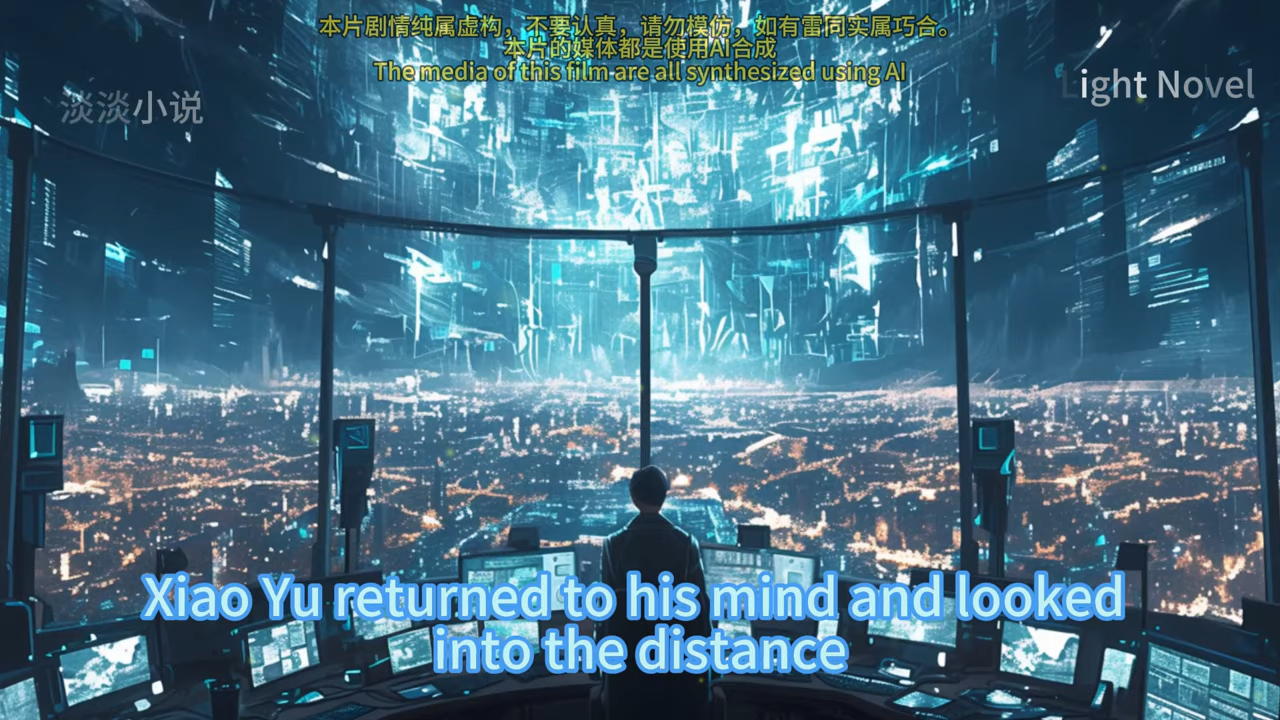 本片剧情纯属虚构，不要认真，请勿模仿，如有雷同实属巧合。
本片的媒体都是使用AI合成
The media of this film are all synthesized using AI
淡淡小说
Light Novel
Xiao Yu returned to his mind and looked
into the distance